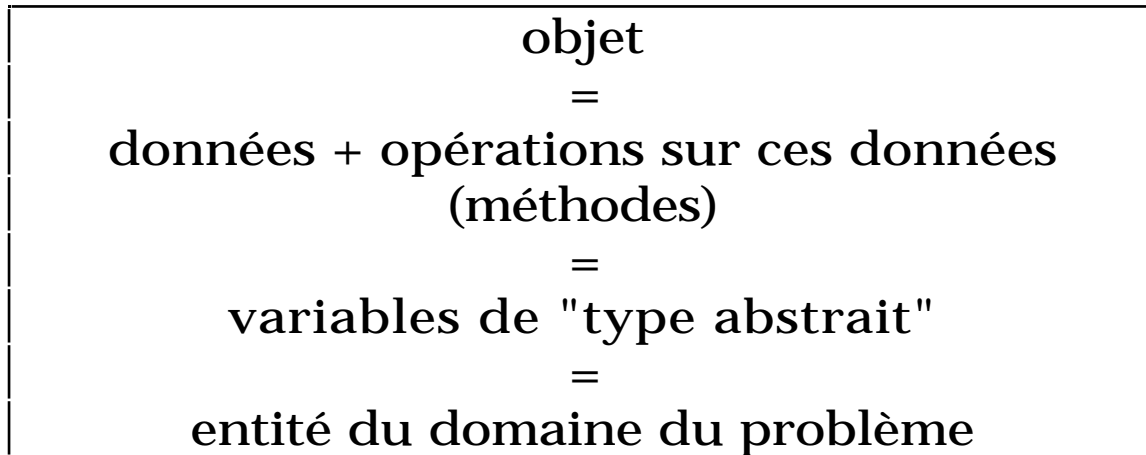 objet
=
données + opérations sur ces données
(méthodes)
=
variables de "type abstrait"
=
entité du domaine du problème